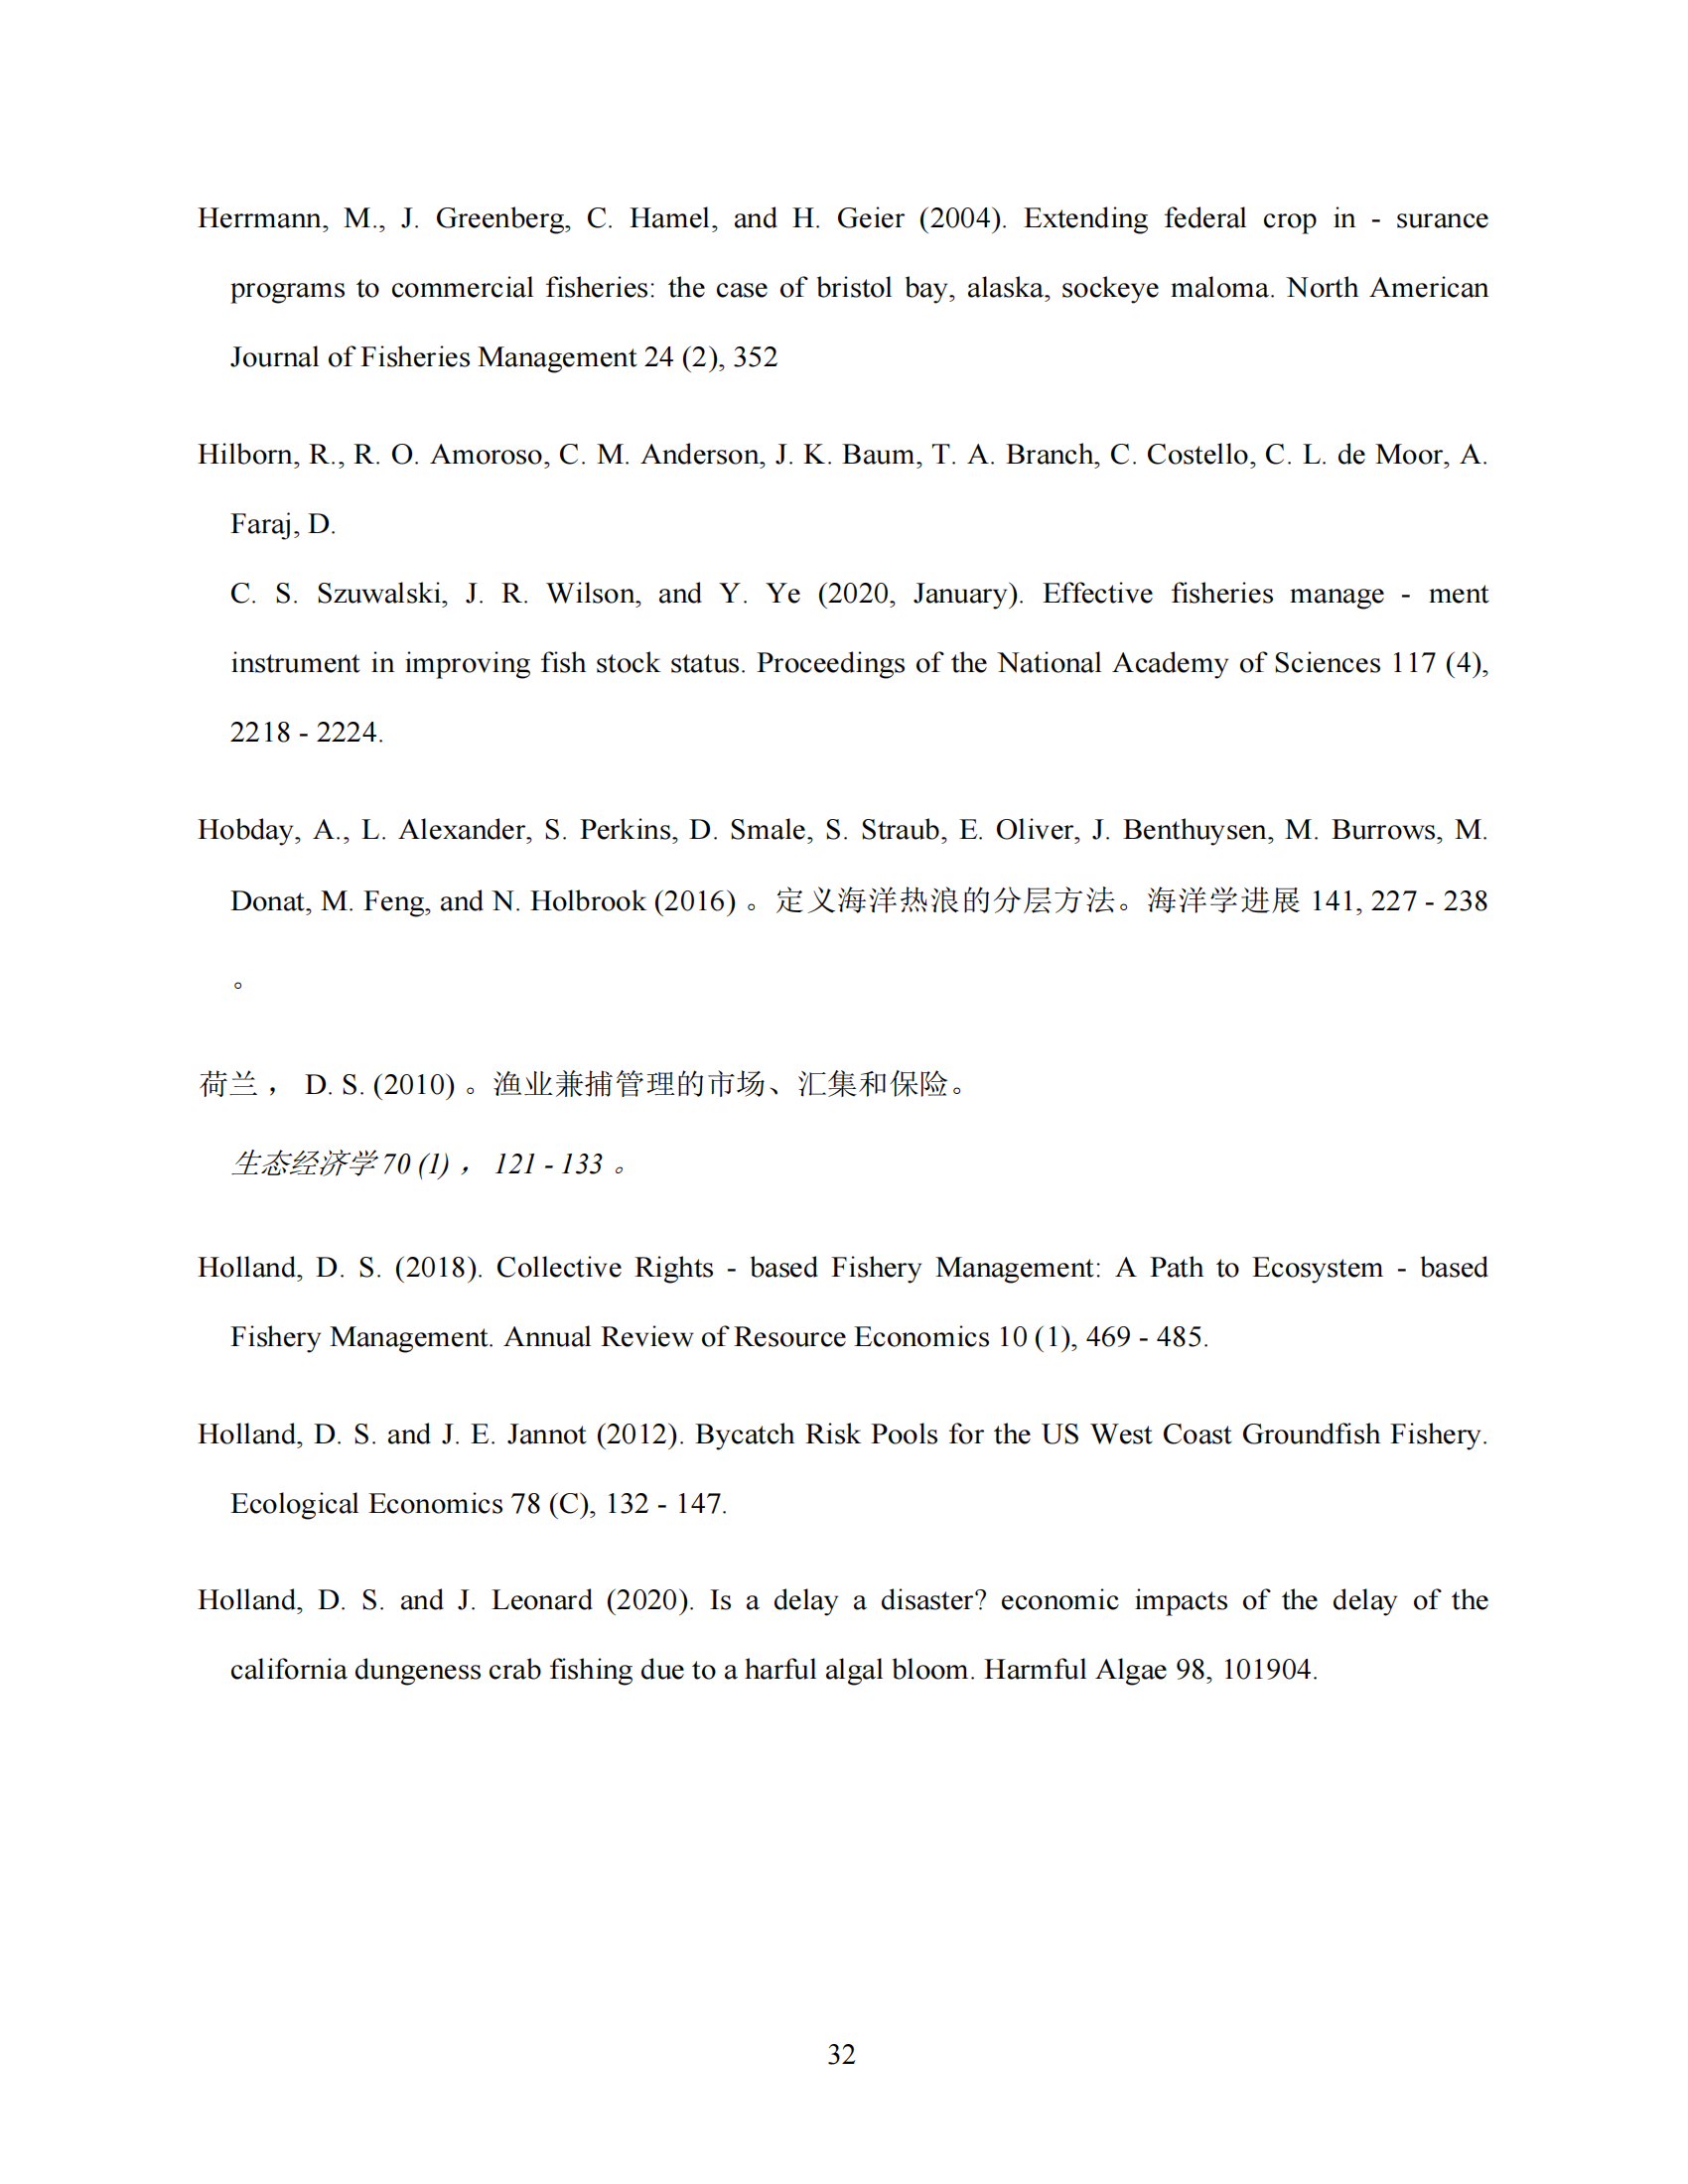 Herrmann, M., J. Greenberg, C. Hamel, and H. Geier (2004). Extending federal crop in - surance
programs to commercial fisheries: the case of bristol bay, alaska, sockeye maloma. North American
Journal of Fisheries Management 24 (2), 352
Hilborn, R., R. O. Amoroso, C. M. Anderson, J. K. Baum, T. A. Branch, C. Costello, C. L. de Moor, A.
Faraj, D.
C. S. Szuwalski, J. R. Wilson, and Y. Ye (2020, January). Effective fisheries manage - ment
instrument in improving fish stock status. Proceedings of the National Academy of Sciences 117 (4),
2218 - 2224.
Hobday, A., L. Alexander, S. Perkins, D. Smale, S. Straub, E. Oliver, J. Benthuysen, M. Burrows, M.
Donat, M. Feng, and N. Holbrook (2016) 。定义海洋热浪的分层方法。海洋学进展 141, 227 - 238
。
荷兰 ， D. S. (2010) 。渔业兼捕管理的市场、汇集和保险。
生态经济学 70 (1) ， 121 - 133 。
Holland, D. S. (2018). Collective Rights - based Fishery Management: A Path to Ecosystem - based
Fishery Management. Annual Review of Resource Economics 10 (1), 469 - 485.
Holland, D. S. and J. E. Jannot (2012). Bycatch Risk Pools for the US West Coast Groundfish Fishery.
Ecological Economics 78 (C), 132 - 147.
Holland, D. S. and J. Leonard (2020). Is a delay a disaster? economic impacts of the delay of the
california dungeness crab fishing due to a harful algal bloom. Harmful Algae 98, 101904.
32